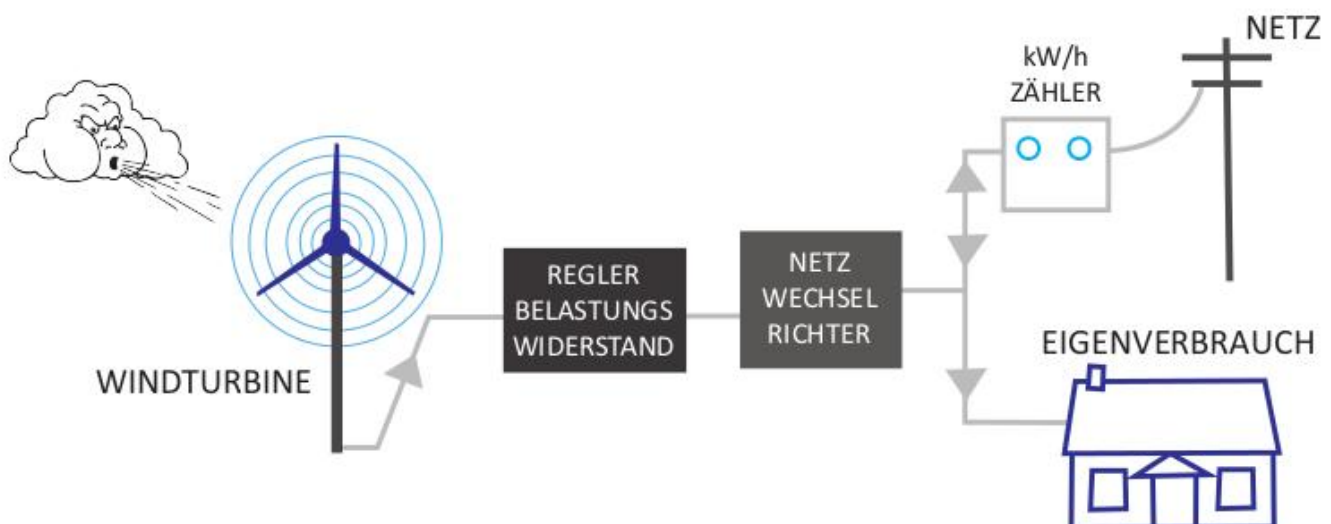 NETZ
kW/h
ZÄHLER
REGLER
BELASTUNGS
WIDERSTAND
NETZ
WECHSEL
RICHTER
WINDTURBINE
EIGENVERBRAUCH